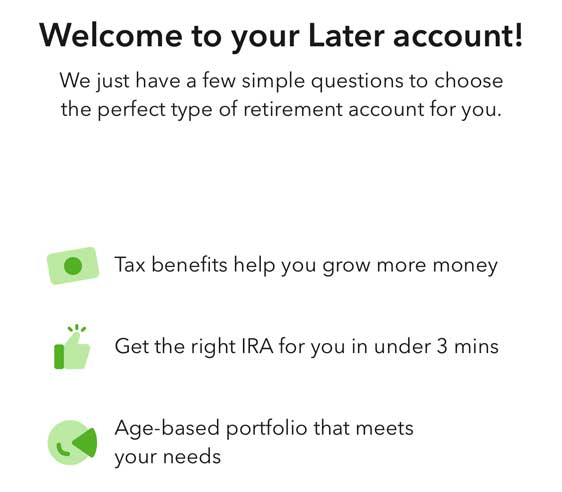 Welcome to your Later account!
We just have a few simple questions to choose
the perfect type of retirement account for you.
Tax benefits help you grow more money
Get the right IRA for you in under 3 mins
Age-based portfolio that meets
your needs